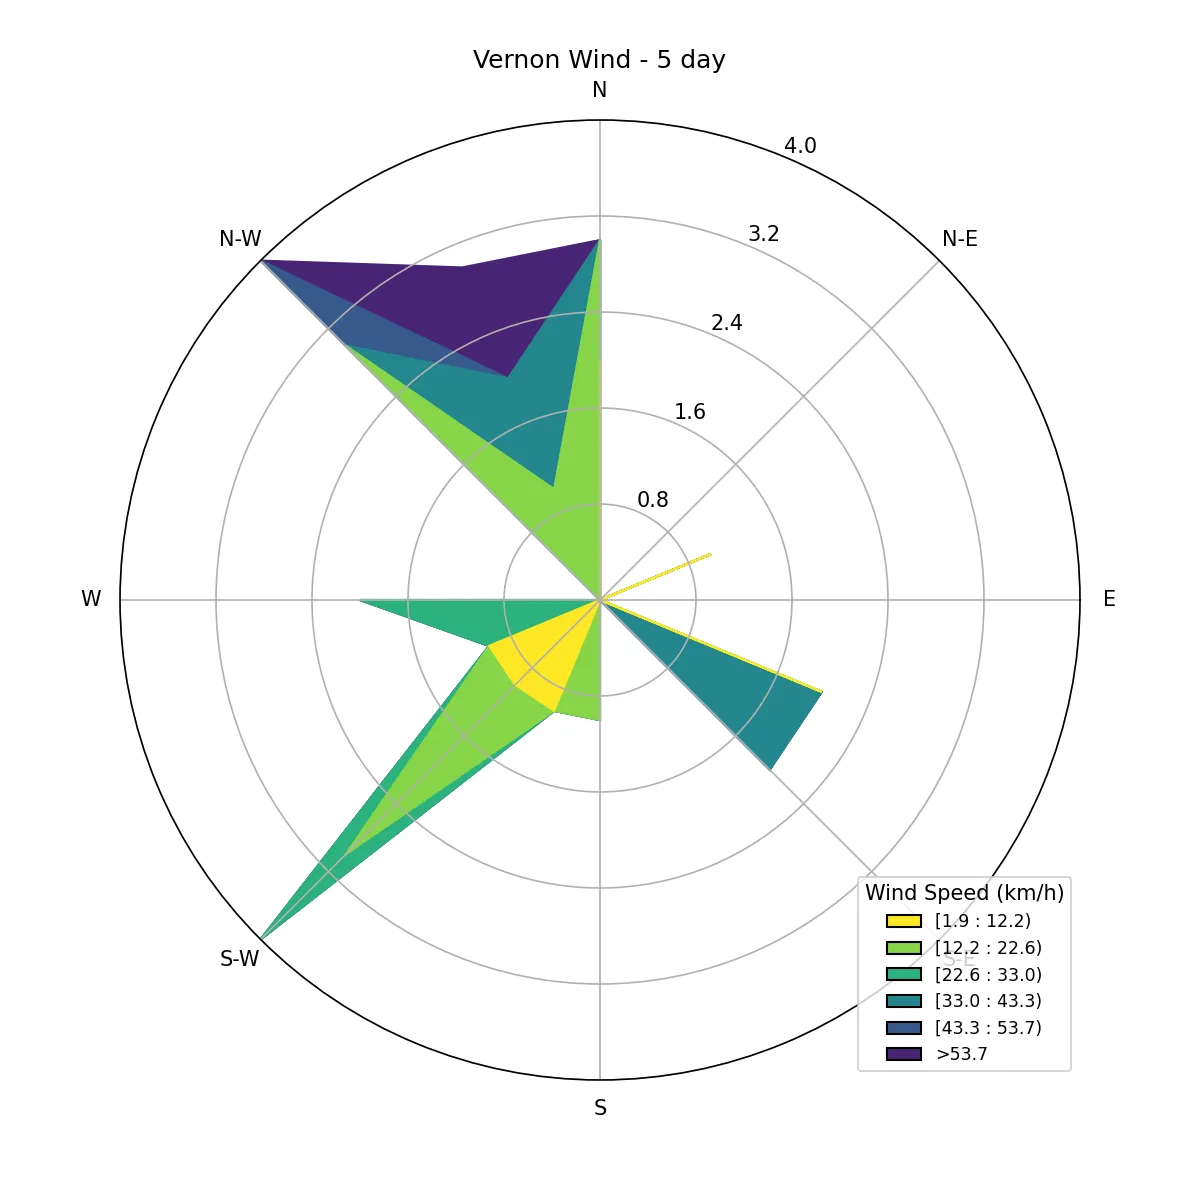 Vernon Wind - 5 day
N
4.0
N-W
3.2
N-E
2.4
1.6
0.8
W
E
Wind Speed (km/h)
[1.9 : 12.2)
[12.2 : 22.6)
S-W
S-E
[22.6 : 33.0)
[33.0 : 43.3)
[43.3 : 53.7)
>53.7
S